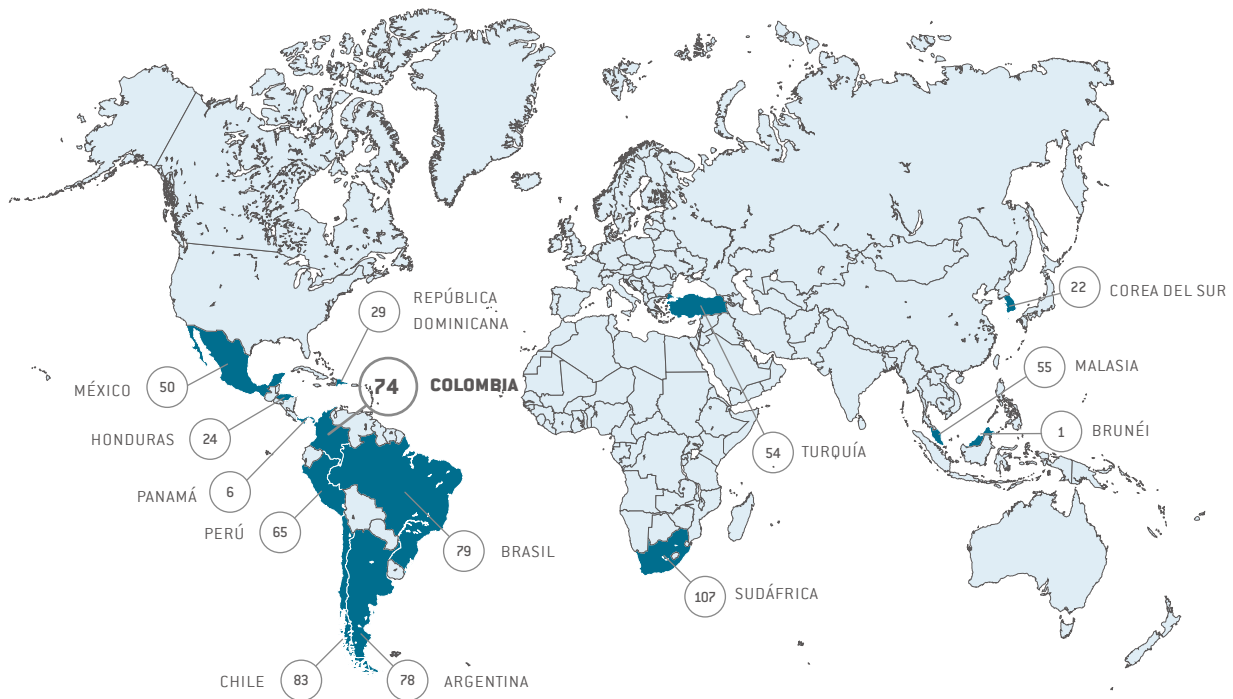 22
COREA DEL SUR
29
REPÚBLICA
DOMINICANA
55
MALASIA
MÉXICO
50
74
COLOMBIA
HONDURAS
24
1
BRUNÉI
54
TURQUÍA
PANAMÁ
6
PERÚ
65
79
BRASIL
107
SUDÁFRICA
CHILE
83
78
ARGENTINA